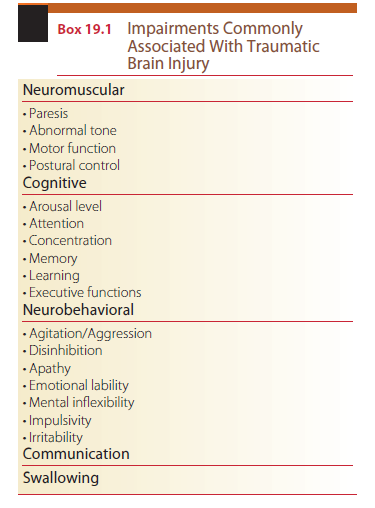 Box 19.1 Impairments Commonly
Associated With Traumatic
Brain Injury
Neuromuscular
• Paresis
• Abnormal tone
• Motor function
• Postural control
Cognitive
• Arousal level
• Attention
• Concentration
• Memory
• Learning
• Executive functions
Neurobehavioral
• Agitation/Aggression
• Disinhibition
• Apathy
• Emotional lability
• Mental inflexibility
• Impulsivity
• Irritability
Communication
Swallowing